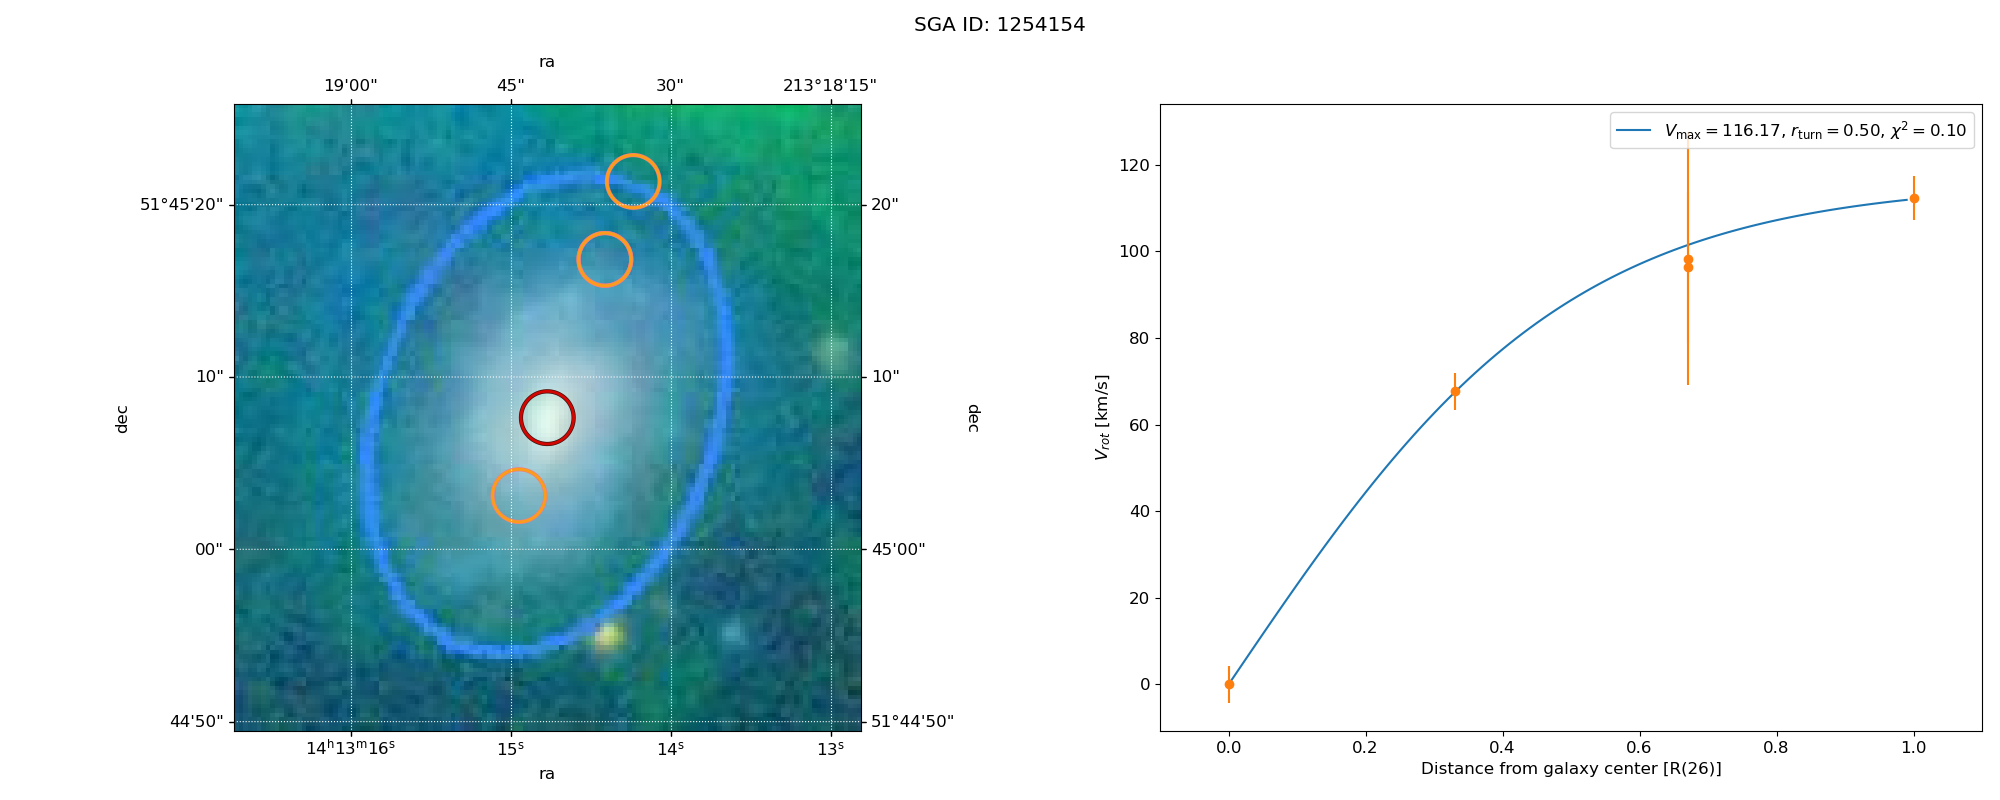 SGA ID: 1254154
ra
19'00" 45" 30" 213°18'15"
51°45'20" 20"
10" 10"
dec dec
00" 45'00"
44'50" 51°44'50"
14ʰ13ᵐ16ˢ 15ˢ 14ˢ 13ˢ
ra
V_max = 116.17, r_turn = 0.50, χ² = 0.10
120
100
80
60
40
20
0
V_rot [km/s]
0.0 0.2 0.4 0.6 0.8 1.0
Distance from galaxy center [R(26)]